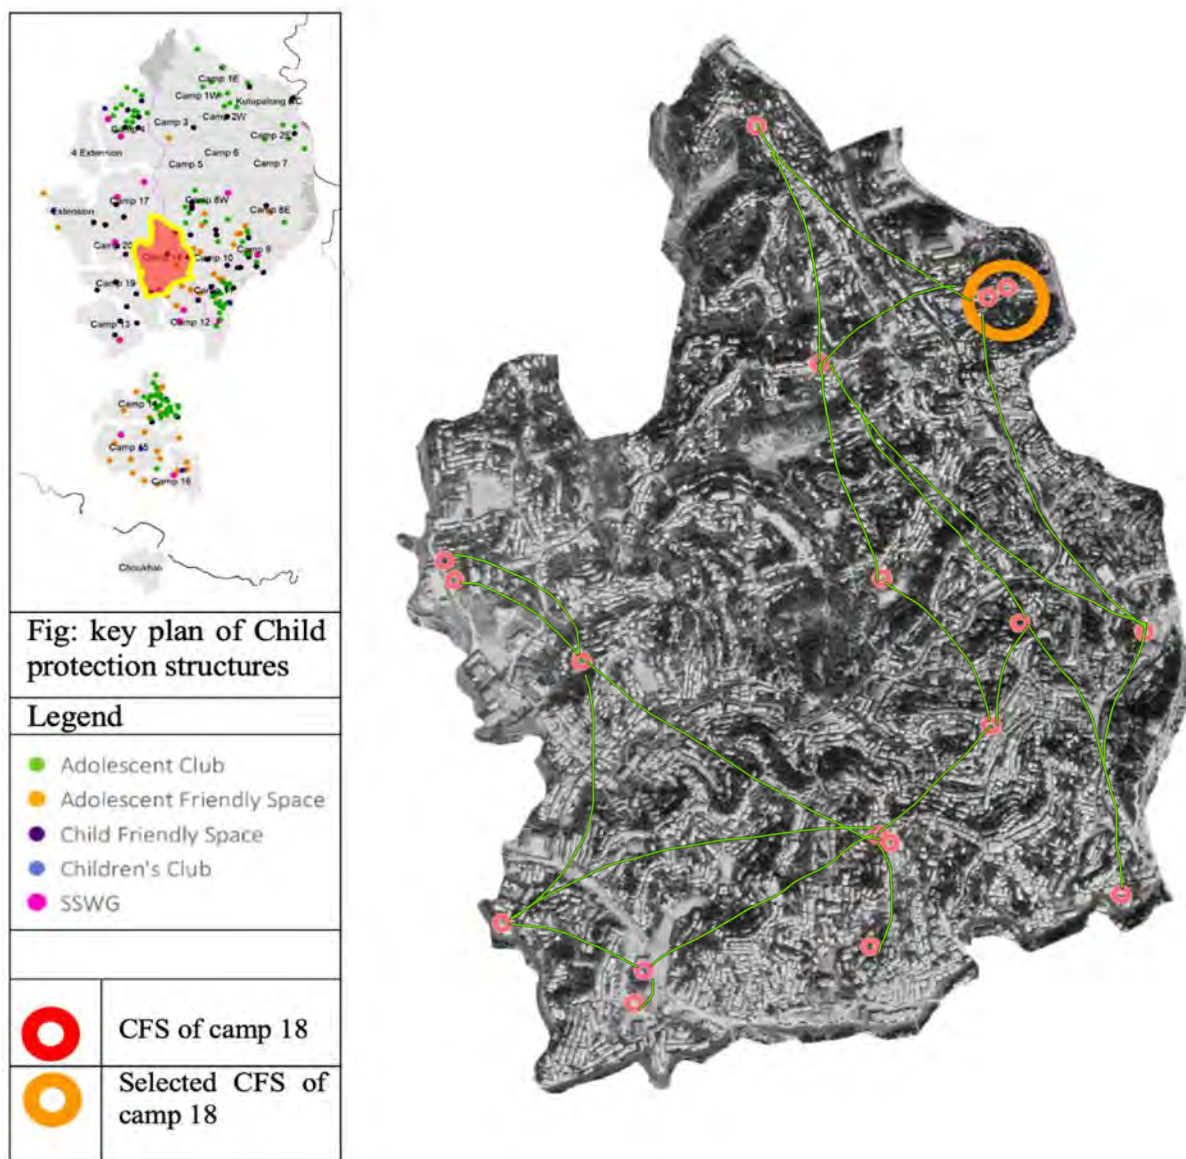 Camp 1E
Camp 1W
Kutupalong RC
Camp 2W
Camp 3
Camp 4
Camp 2E
4 Extension
Camp 6
Camp 5
Camp 7
Camp 17
Camp 8W
Camp 8E
Extension
Camp 20
Camp 9
Camp 10
Camp 19
Camp 13
Camp 12
Camp 15
Camp 16
Fig: key plan of Child
protection structures
Legend
Adolescent Club
Adolescent Friendly Space
Child Friendly Space
Children's Club
SSWG
CFS of camp 18
Selected CFS of
camp 18